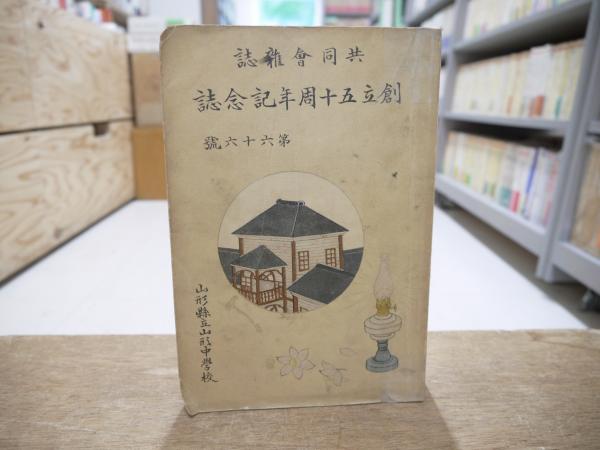 共同會雜誌
創立五十周年記念誌
第六十六號
山形縣立山形中學校